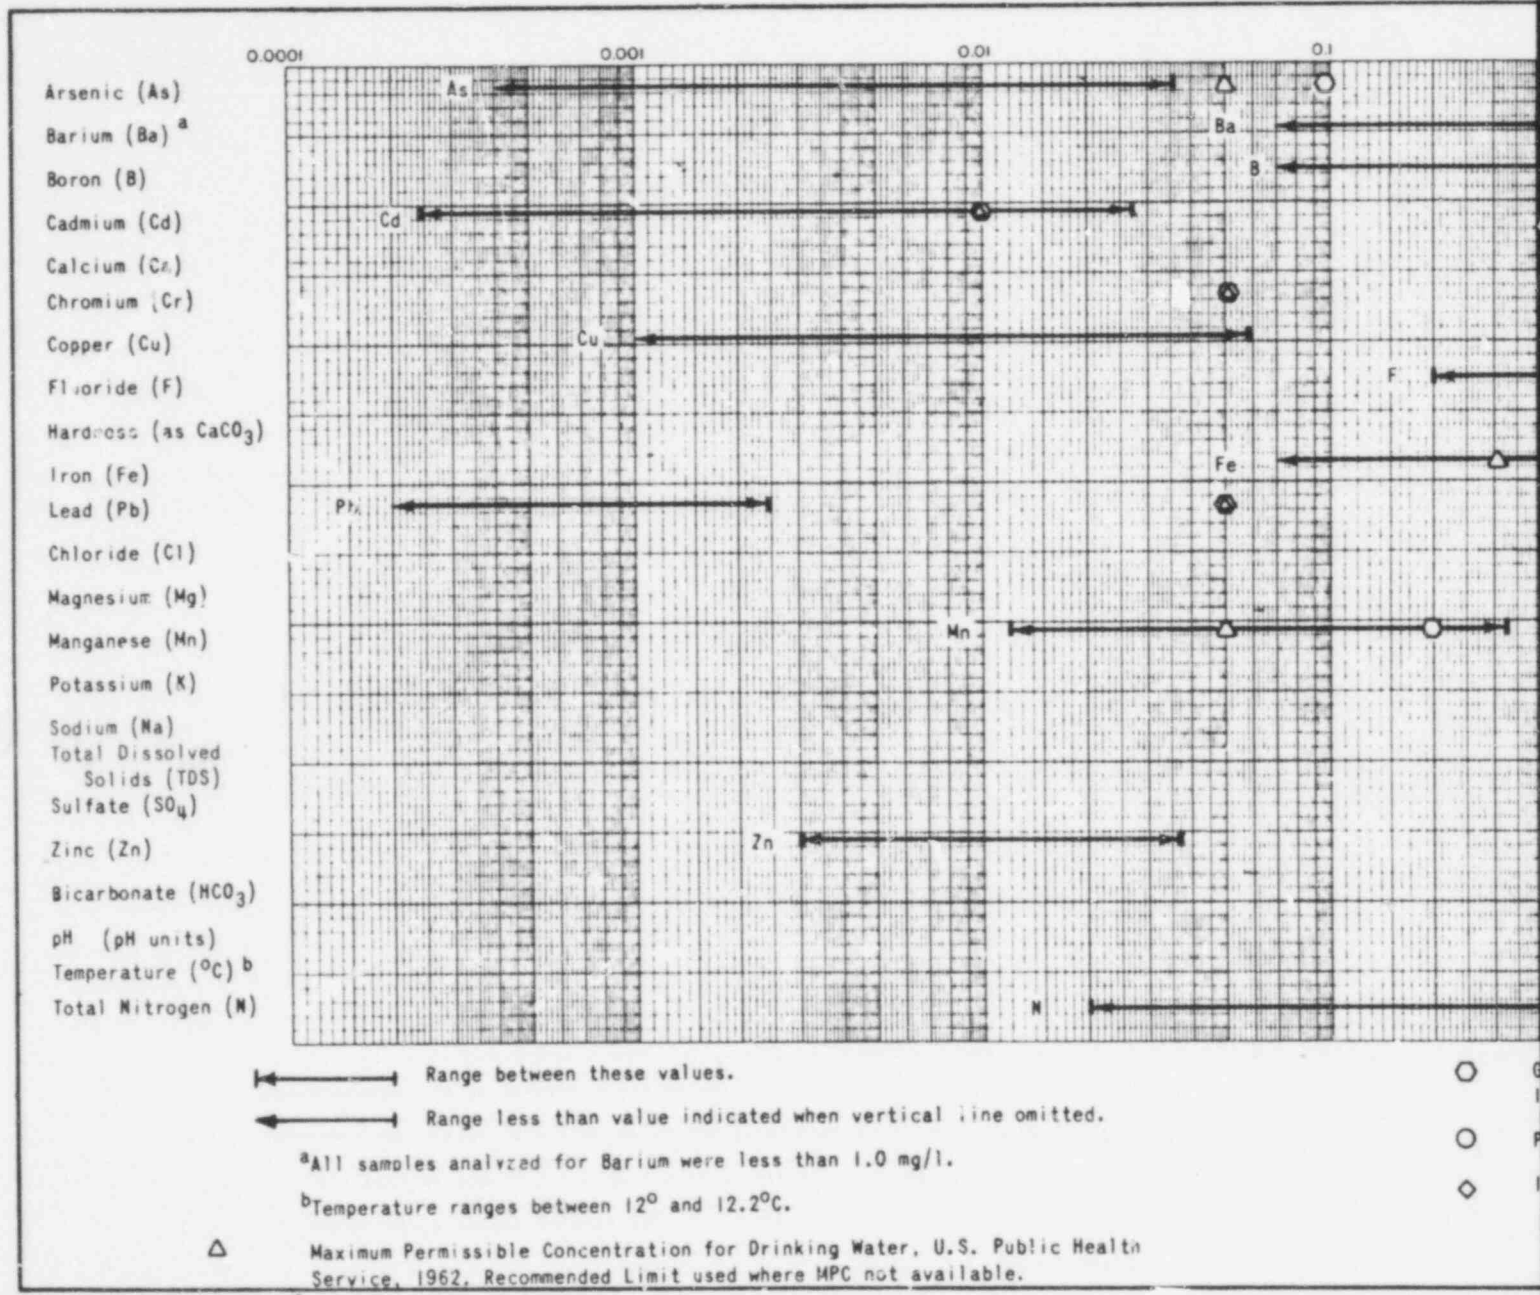 0.0001 0.001 0.01 0.1
Arsenic (As)
As
Barium (Ba) a
Ba
Boron (B)
B
Cadmium (Cd)
Cd
Calcium (Ca)
Chromium (Cr)
Copper (Cu)
Cu
Fluoride (F)
F
Hardness (as CaCO3)
Iron (Fe)
Fe
Lead (Pb)
Pb
Chloride (Cl)
Magnesium (Mg)
Manganese (Mn)
Mn
Potassium (K)
Sodium (Na)
Total Dissolved
Solids (TDS)
Sulfate (SO4)
Zinc (Zn)
Zn
Bicarbonate (HCO3)
pH (pH units)
Temperature (°C) b
Total Nitrogen (N)
N
Range between these values.
Range less than value indicated when vertical line omitted.
aAll samples analyzed for Barium were less than 1.0 mg/l.
bTemperature ranges between 12° and 12.2°C.
Maximum Permissible Concentration for Drinking Water, U.S. Public Health
Service, 1962. Recommended Limit used where MPC not available.